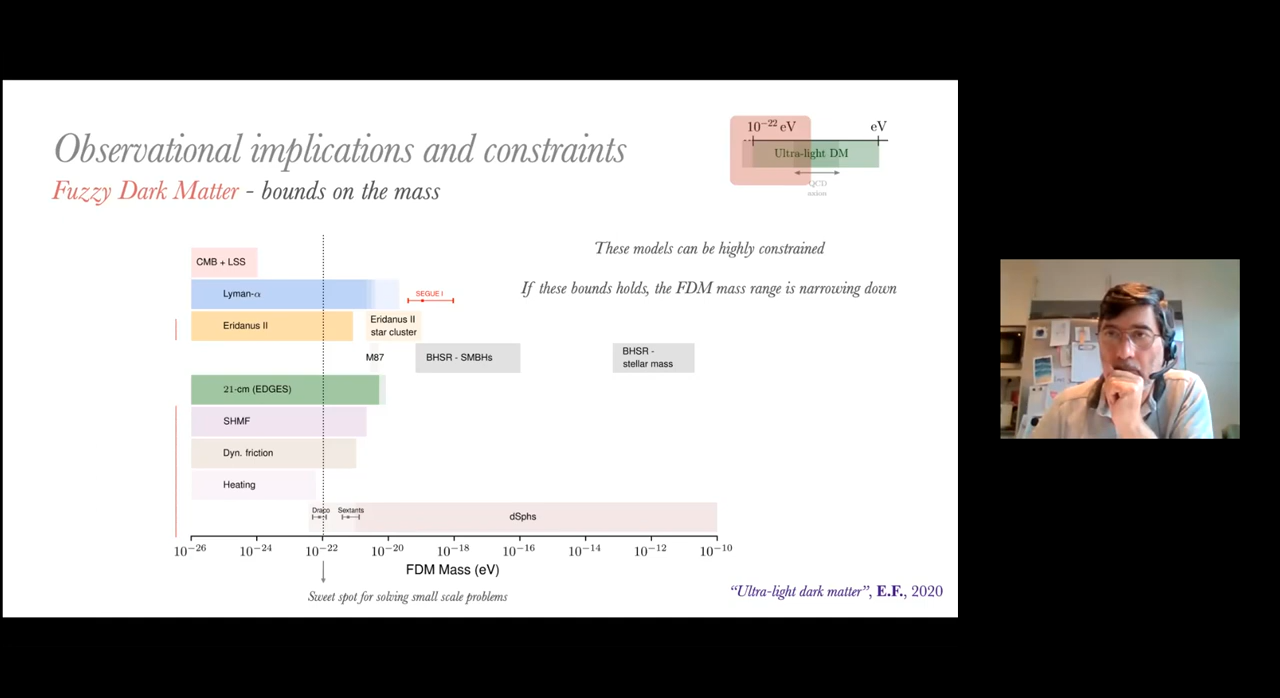 Observational implications and constraints
Fuzzy Dark Matter - bounds on the mass
10−22 eV
eV
Ultra-light DM
QCD
axion
These models can be highly constrained
If these bounds holds, the FDM mass range is narrowing down
CMB + LSS
Lyman-α
SEGUE I
Eridanus II
Eridanus II
star cluster
M87
BHSR - SMBHs
BHSR -
stellar mass
21-cm (EDGES)
SHMF
Dyn. friction
Heating
Draco
Sextants
dSphs
10−26
10−24
10−22
10−20
10−18
10−16
10−14
10−12
10−10
FDM Mass (eV)
Sweet spot for solving small scale problems
“Ultra-light dark matter”, E.F., 2020